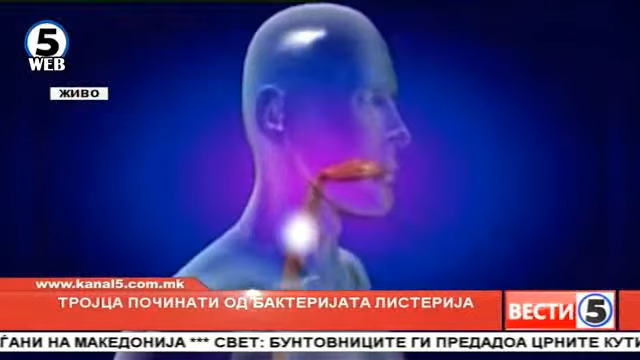 5
WEB
ЖИВО
www.kanal5.com.mk
ТРОЈЦА ПОЧИНАТИ ОД БАКТЕРИЈАТА ЛИСТЕРИЈА
ВЕСТИ 5
ЃАНИ НА МАКЕДОНИЈА *** СВЕТ: БУНТОВНИЦИТЕ ГИ ПРЕДАДОА ЦРНИТЕ КУТИ